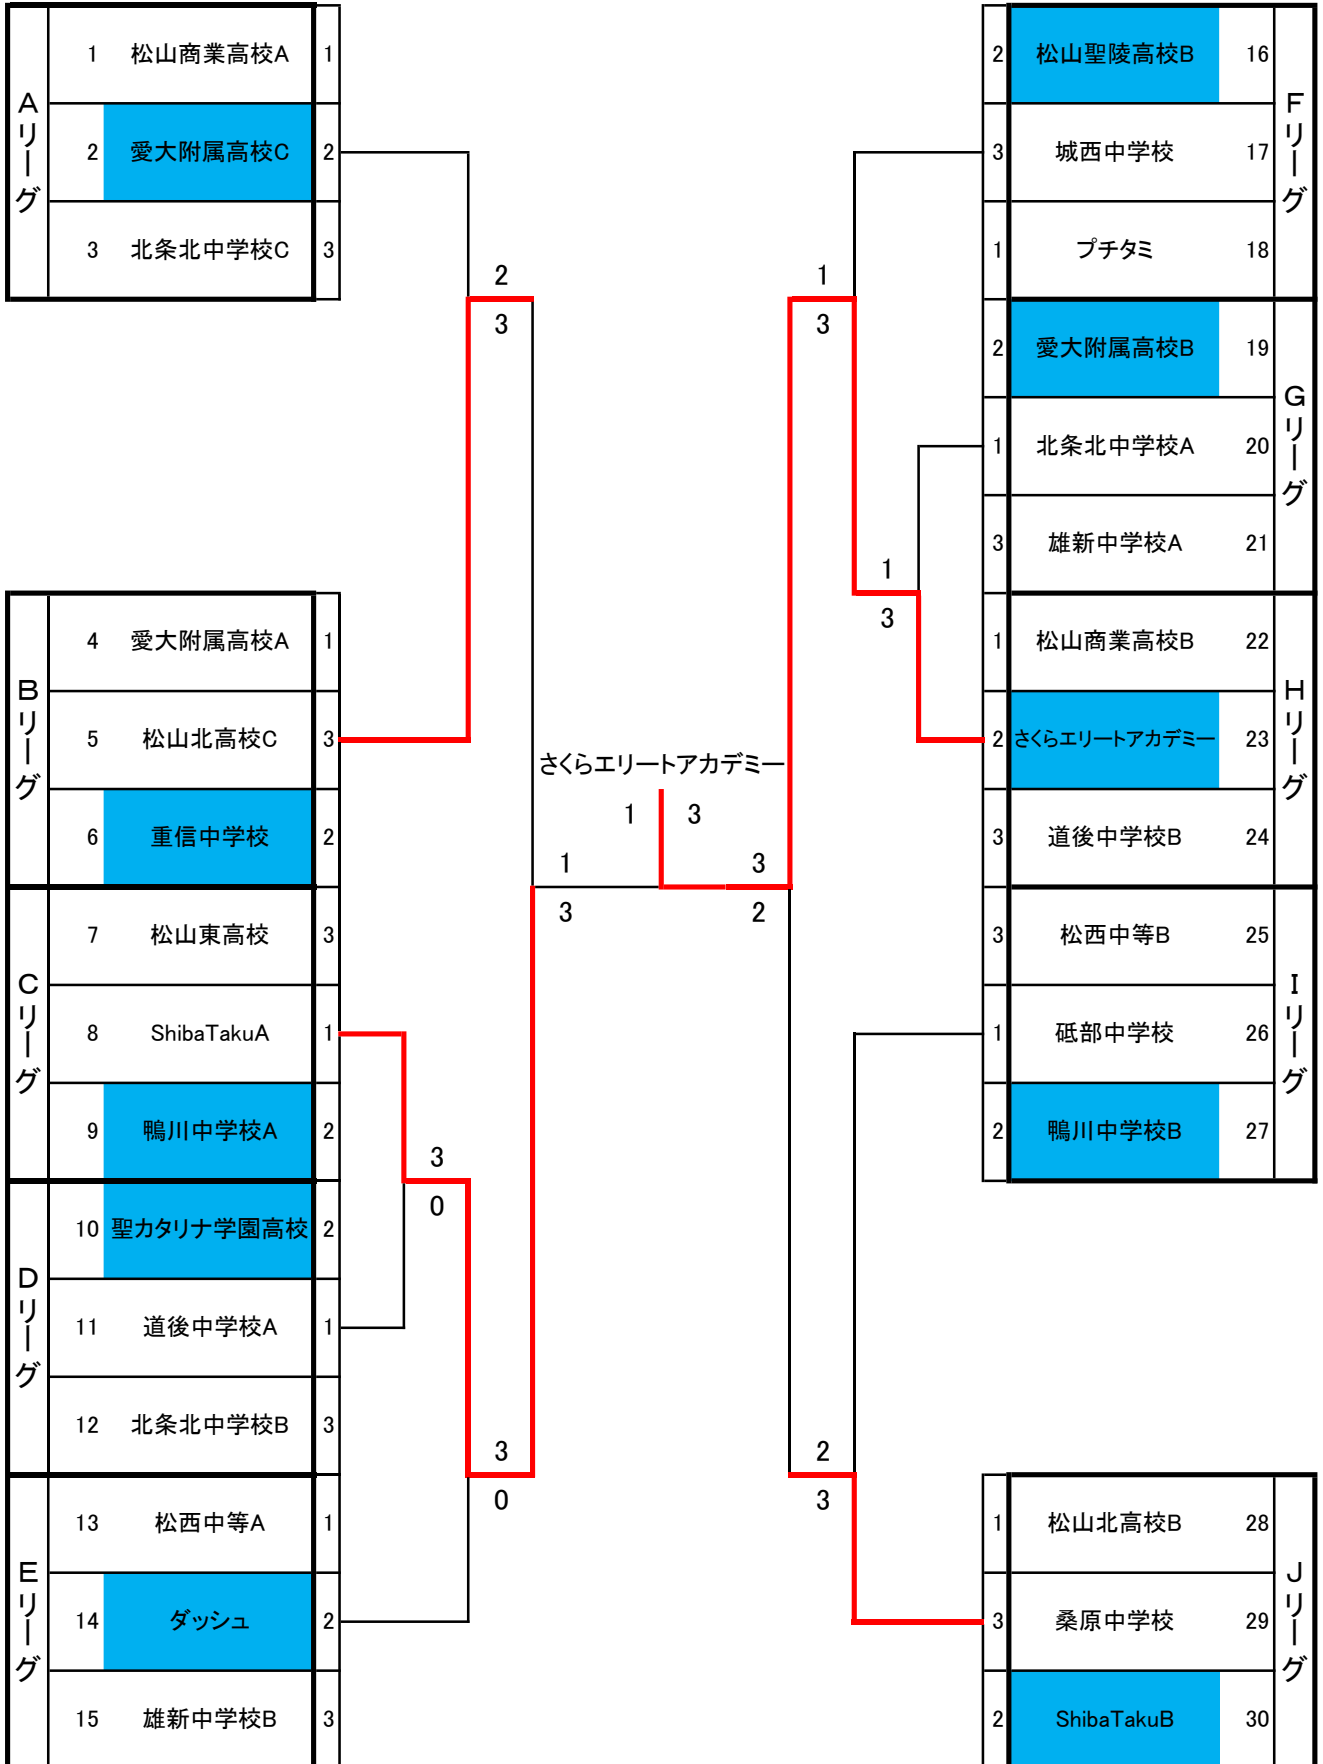 Aリーグ
1 松山商業高校A 1
2 愛大附属高校C 2
3 北条北中学校C 3
Bリーグ
4 愛大附属高校A 1
5 松山北高校C 3
6 重信中学校 2
Cリーグ
7 松山東高校 3
8 ShibaTakuA 1
9 鴨川中学校A 2
Dリーグ
10 聖カタリナ学園高校 2
11 道後中学校A 1
12 北条北中学校B 3
Eリーグ
13 松西中等A 1
14 ダッシュ 2
15 雄新中学校B 3
2
3
3
0
3
0
1
3
さくらエリートアカデミー
1 3
3
2
1
3
1
3
2
3
Fリーグ
2 松山聖陵高校B 16
3 城西中学校 17
1 プチタミ 18
Gリーグ
2 愛大附属高校B 19
1 北条北中学校A 20
3 雄新中学校A 21
Hリーグ
1 松山商業高校B 22
2 さくらエリートアカデミー 23
3 道後中学校B 24
Iリーグ
3 松西中等B 25
1 砥部中学校 26
2 鴨川中学校B 27
Jリーグ
1 松山北高校B 28
3 桑原中学校 29
2 ShibaTakuB 30